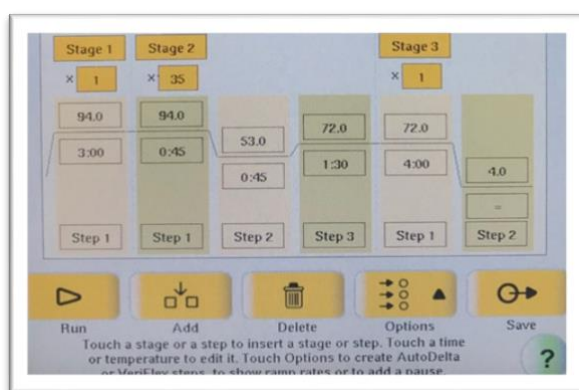 Stage 1 Stage 2 Stage 3
× 1 × 35 × 1
94.0 94.0 53.0 72.0 72.0 4.0
3:00 0:45 0:45 1:30 4:00 =
Step 1 Step 1 Step 2 Step 3 Step 1 Step 2
Run Add Delete Options Save
Touch a stage or a step to insert a stage or step. Touch a time
or temperature to edit it. Touch Options to create AutoDelta
or VeriFlex steps, to show ramp rates or to add a pause.
?